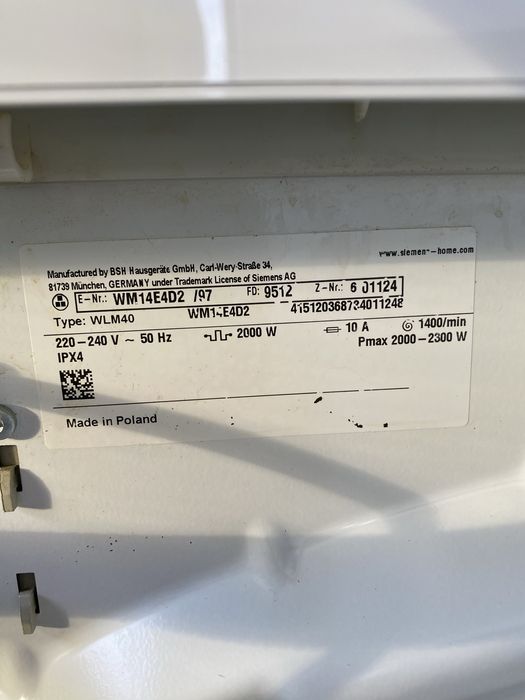 www.siemen--home.com
Manufactured by BSH Hausgeräte GmbH, Carl-Wery-Straße 34,
81739 München, GERMANY under Trademark License of Siemens AG
E-Nr.: WM14E4D2 /97 FD: 9512 Z-Nr.: 6 01124
Type: WLM40 WM14E4D2
220-240 V ~ 50 Hz 2000 W 10 A 1400/min
IPX4 Pmax 2000-2300 W
Made in Poland